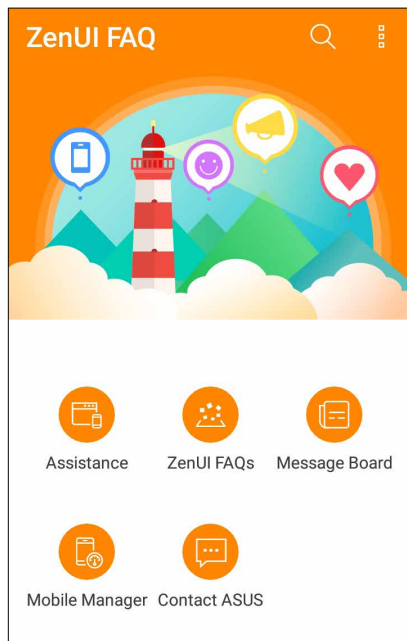 ZenUI FAQ
Assistance
ZenUI FAQs
Message Board
Mobile Manager
Contact ASUS